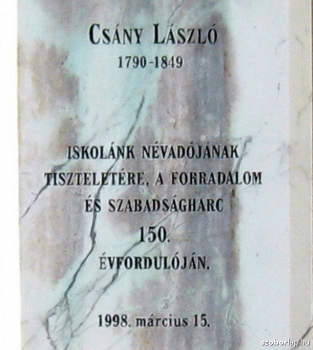 CSÁNY LÁSZLÓ
1790-1849
ISKOLÁNK NÉVADÓJÁNAK
TISZTELETÉRE, A FORRADALOM
ÉS SZABADSÁGHARC
150.
ÉVFORDULÓJÁN.
1998. március 15.
szoborlap.hu